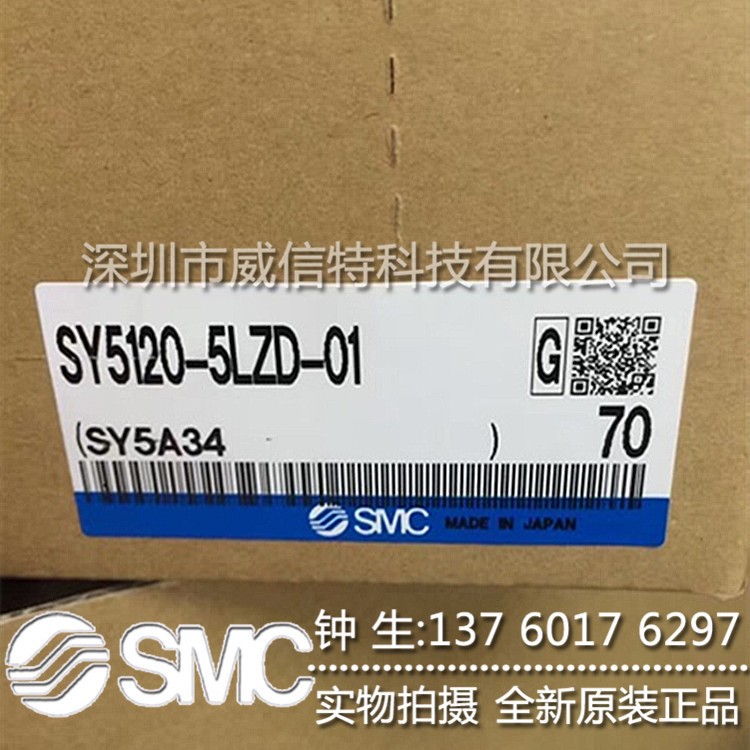 深圳市威信特科技有限公司
SY5120-5LZD-01
G
(SY5A34 )
70
SMC MADE IN JAPAN
SMC
钟 生:137 6017 6297
实物拍摄 全新原装正品